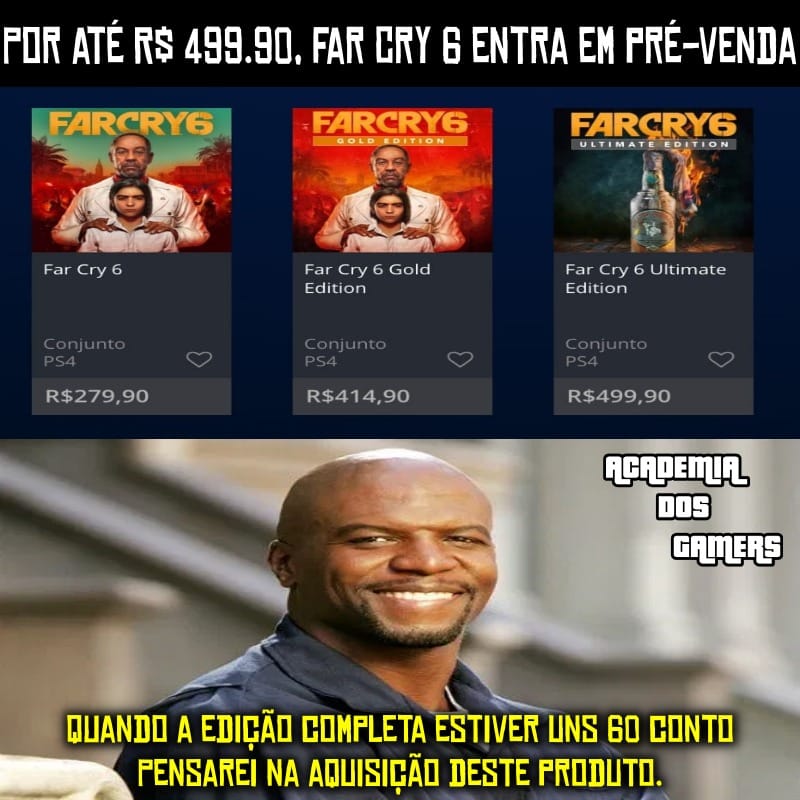 POR ATÉ R$ 499.90, FAR CRY 6 ENTRA EM PRÉ-VENDA
FARCRY6
FARCRY6
GOLD EDITION
FARCRY6
ULTIMATE EDITION
Far Cry 6
Far Cry 6 Gold
Edition
Far Cry 6 Ultimate
Edition
Conjunto
PS4
Conjunto
PS4
Conjunto
PS4
R$279,90
R$414,90
R$499,90
ACADEMIA
DOS
GAMERS
QUANDO A EDIÇÃO COMPLETA ESTIVER UNS 60 CONTO
PENSAREI NA AQUISIÇÃO DESTE PRODUTO.